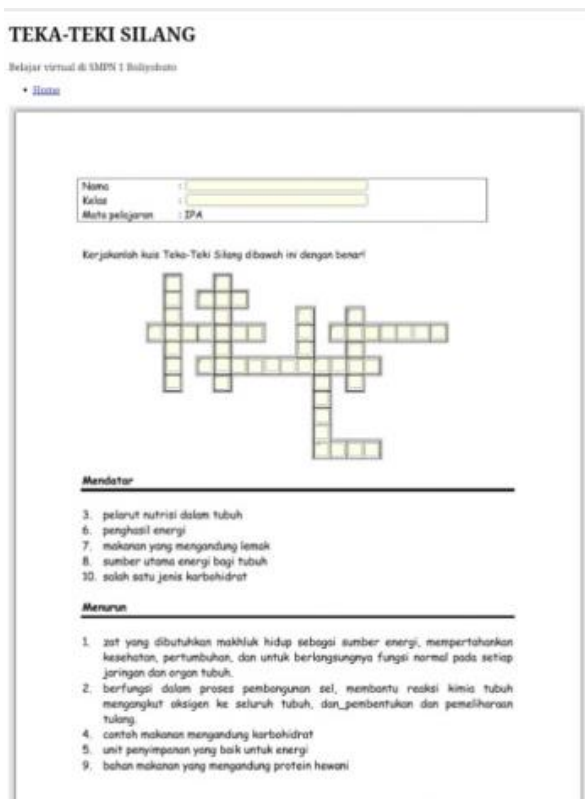 TEKA-TEKI SILANG
Belajar virtual di SMPN 1 Boliyohuto
Home
Nama :
Kelas :
Mata pelajaran : IPA
Kerjakanlah kuis Teka-Teki Silang dibawah ini dengan benar!
Mendatar
3. pelarut nutrisi dalam tubuh
6. penghasil energi
7. makanan yang mengandung lemak
8. sumber utama energi bagi tubuh
10. salah satu jenis karbohidrat
Menurun
1. zat yang dibutuhkan makhluk hidup sebagai sumber energi, mempertahankan
kesehatan, pertumbuhan, dan untuk berlangsungnya fungsi normal pada setiap
jaringan dan organ tubuh.
2. berfungsi dalam proses pembangunan sel, membantu reaksi kimia tubuh
mengangkut oksigen ke seluruh tubuh, dan_pembentukan dan pemeliharaan
tulang.
4. contoh makanan mengandung karbohidrat
5. unit penyimpanan yang baik untuk energi
9. bahan makanan yang mengandung protein hewani